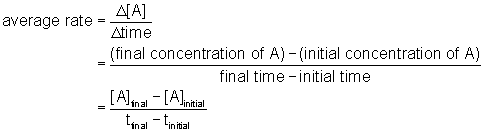 average rate = Δ[A] / Δtime
= (final concentration of A) − (initial concentration of A) / final time − initial time
= [A]final − [A]initial / tfinal − tinitial